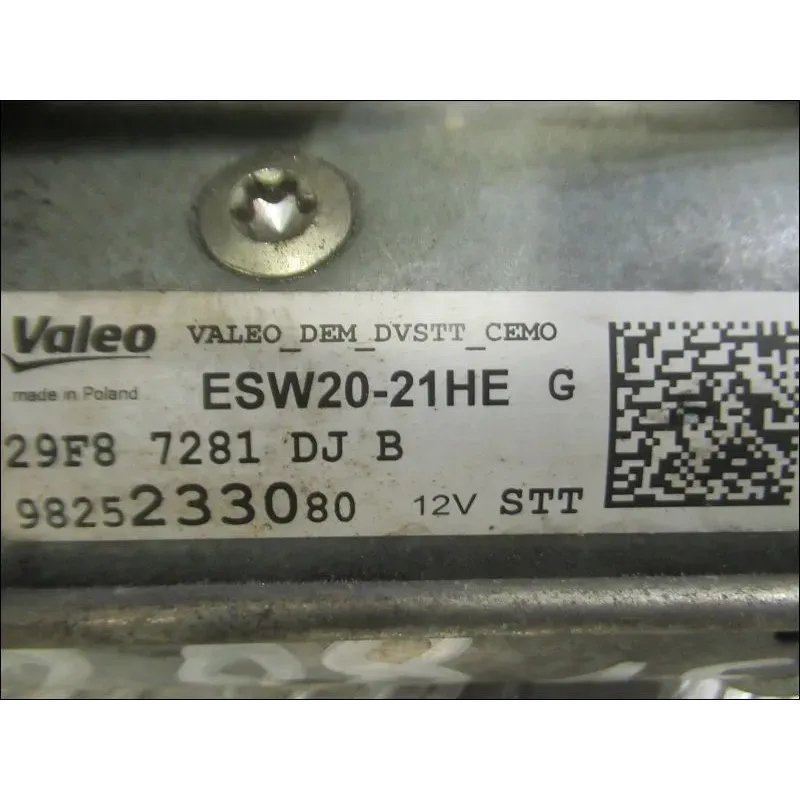 Valeo VALEO_DEM_DVSTT_CEMO
made in Poland ESW20-21HE G
29F8 7281 DJ B
9825233080 12V STT